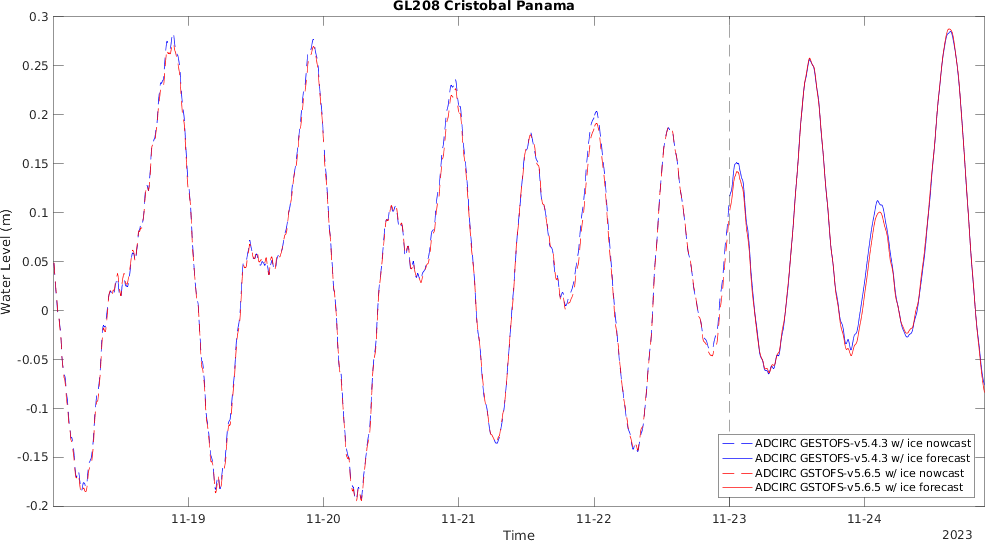 GL208 Cristobal Panama
Water Level (m)
0.3
0.25
0.2
0.15
0.1
0.05
0
-0.05
-0.1
-0.15
-0.2
ADCIRC GESTOFS-v5.4.3 w/ ice nowcast
ADCIRC GESTOFS-v5.4.3 w/ ice forecast
ADCIRC GSTOFS-v5.6.5 w/ ice nowcast
ADCIRC GSTOFS-v5.6.5 w/ ice forecast
11-19 11-20 11-21 11-22 11-23 11-24
Time
2023